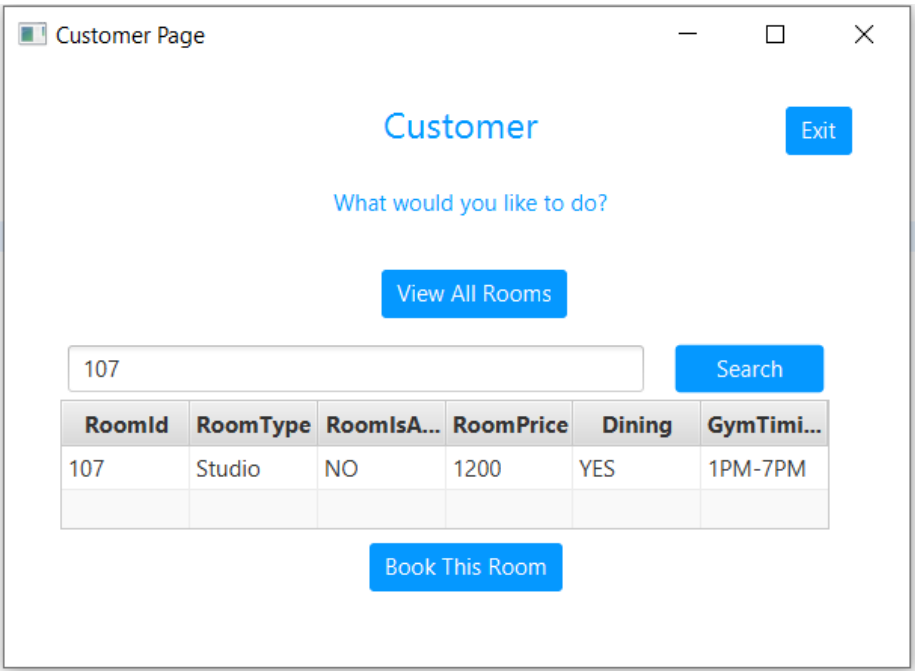 Customer Page
Customer
Exit
What would you like to do?
View All Rooms
107 Search
RoomId RoomType RoomIsA... RoomPrice Dining GymTimi...
107 Studio NO 1200 YES 1PM-7PM
Book This Room